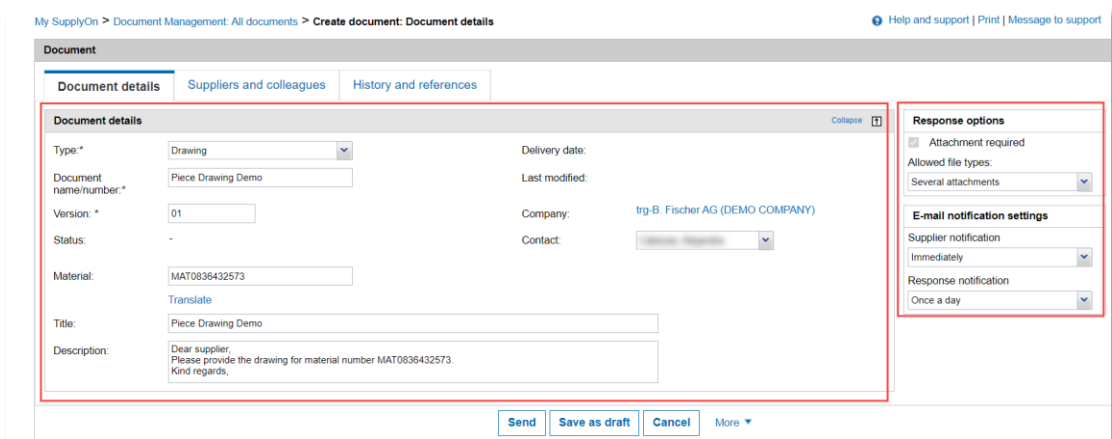 My SupplyOn > Document Management: All documents > Create document: Document details
Help and support | Print | Message to support
Document
Document details
Suppliers and colleagues
History and references
Document details
Collapse
Type:*
Drawing
Delivery date:
Document name/number:*
Piece Drawing Demo
Last modified:
Version: *
01
Company:
trg-B. Fischer AG (DEMO COMPANY)
Status:
-
Contact:
Material:
MAT0836432573
Translate
Title:
Piece Drawing Demo
Description:
Dear supplier,
Please provide the drawing for material number MAT0836432573.
Kind regards,
Response options
Attachment required
Allowed file types:
Several attachments
E-mail notification settings
Supplier notification
Immediately
Response notification
Once a day
Send
Save as draft
Cancel
More